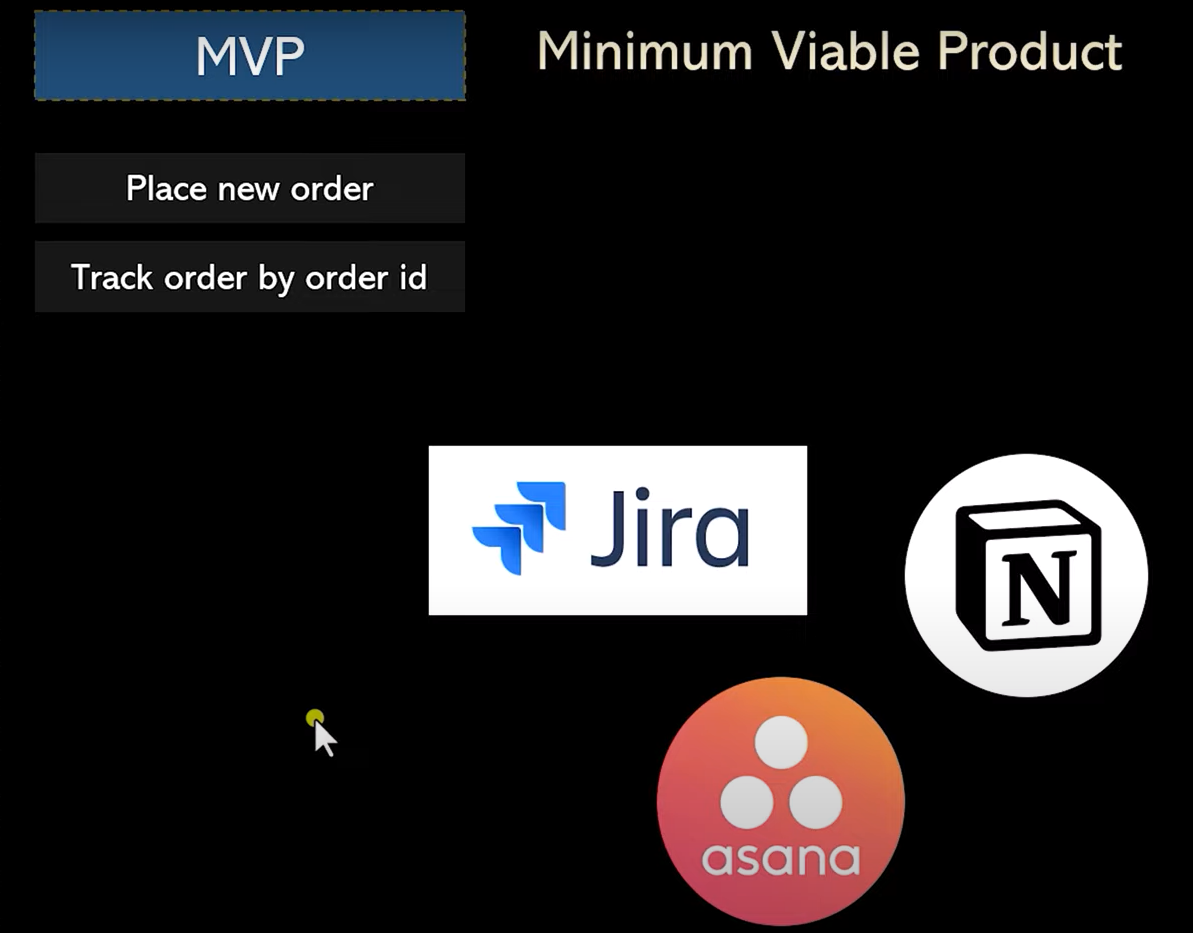 MVP
Minimum Viable Product
Place new order
Track order by order id
Jira
N
asana